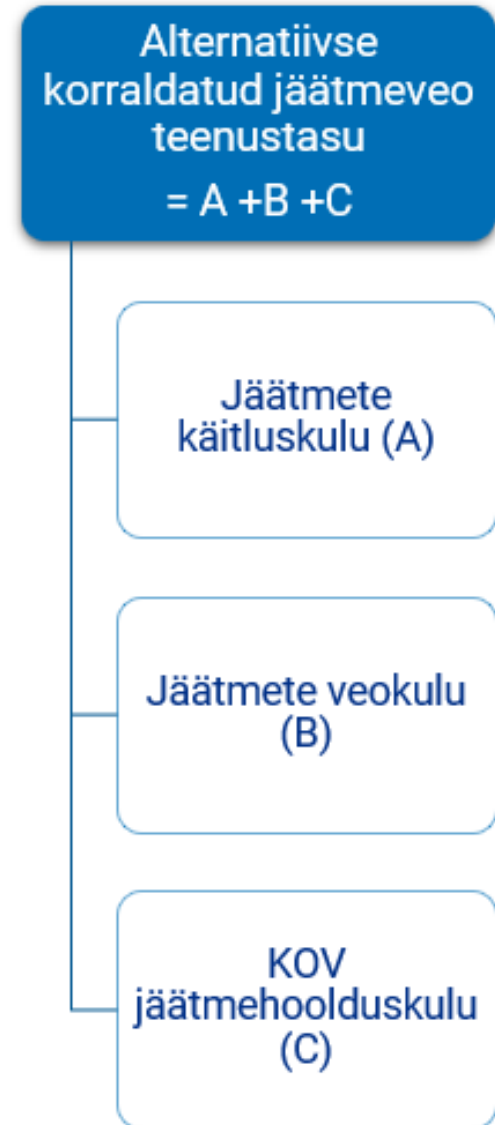 Alternatiivse
korraldatud jäätmeveo
teenustasu
= A +B +C
Jäätmete
käitluskulu (A)
Jäätmete veokulu
(B)
KOV
jäätmehoolduskulu
(C)